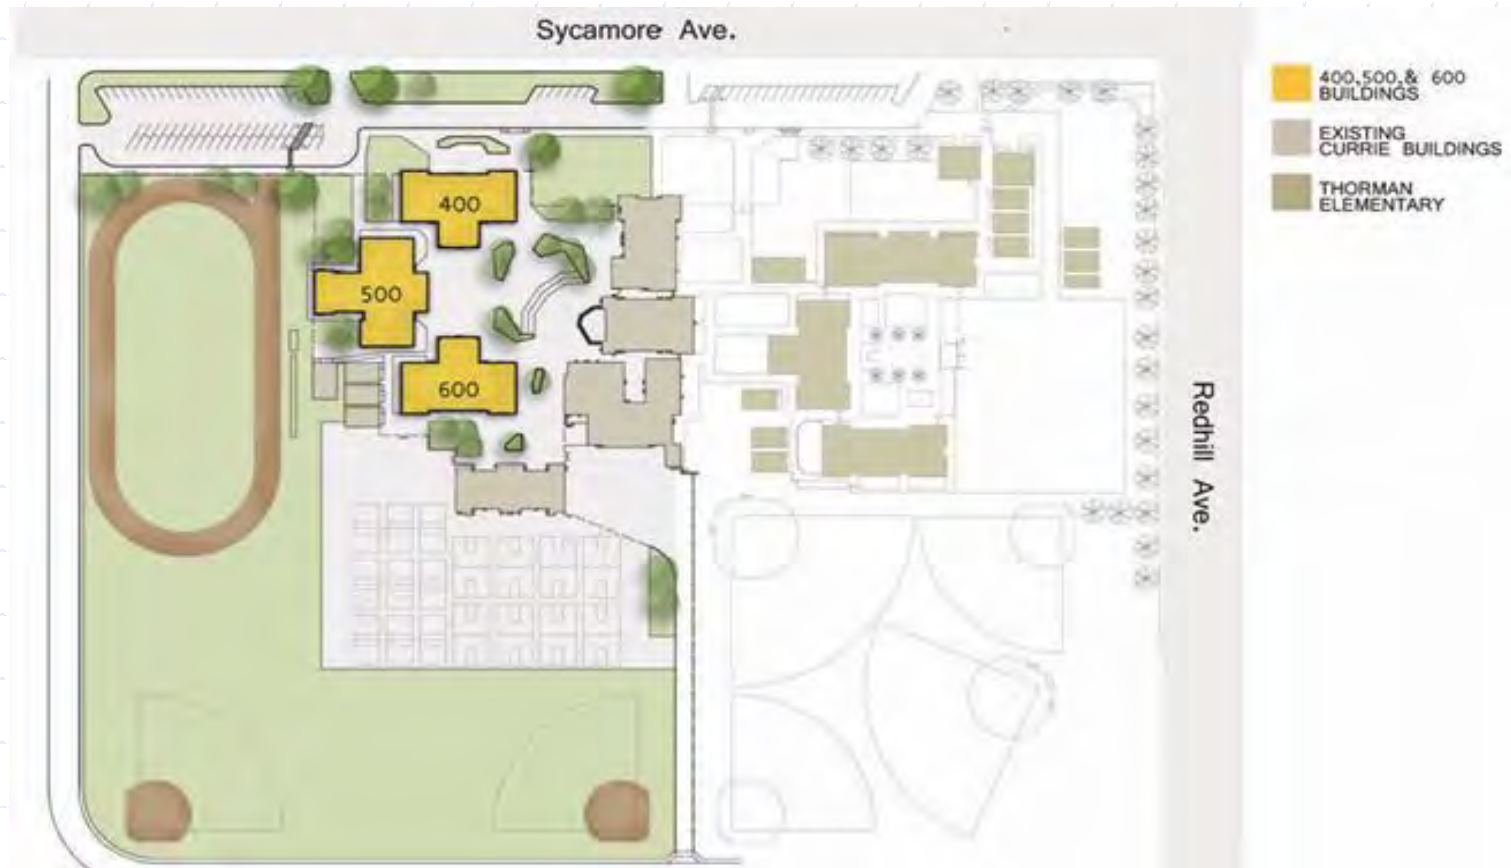 Sycamore Ave.
400,500,& 600
BUILDINGS
EXISTING
CURRIE BUILDINGS
THORMAN
ELEMENTARY
400
500
600
Redhill Ave.